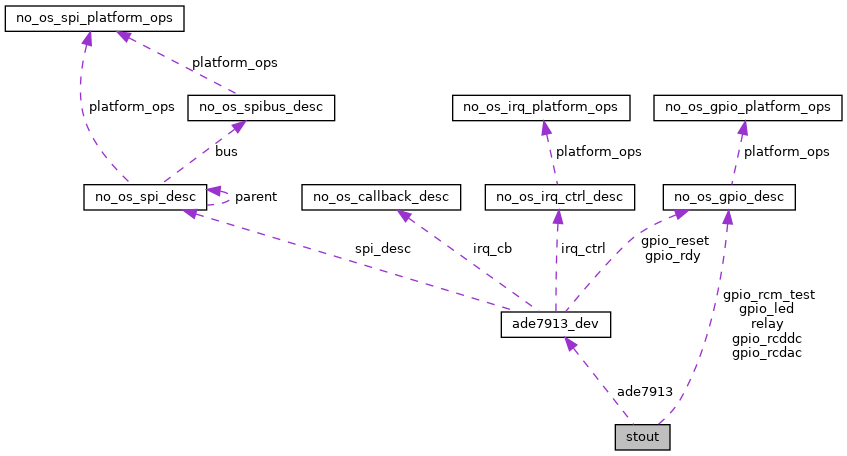 no_os_spi_platform_ops
platform_ops
no_os_spibus_desc
no_os_irq_platform_ops
no_os_gpio_platform_ops
platform_ops
bus
platform_ops
platform_ops
no_os_spi_desc
parent
no_os_callback_desc
no_os_irq_ctrl_desc
no_os_gpio_desc
spi_desc
irq_cb
irq_ctrl
gpio_reset
gpio_rdy
gpio_rcm_test
gpio_led
relay
gpio_rcddc
gpio_rcdac
ade7913_dev
ade7913
stout